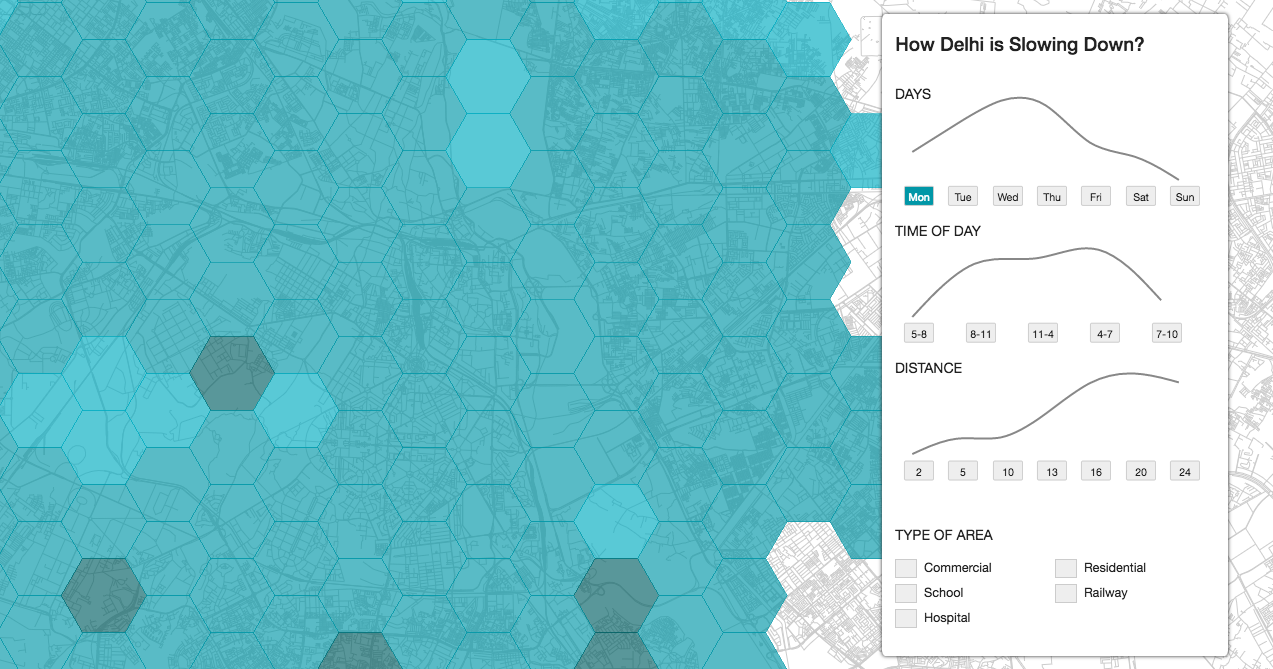 How Delhi is Slowing Down?
DAYS
Mon Tue Wed Thu Fri Sat Sun
TIME OF DAY
5-8 8-11 11-4 4-7 7-10
DISTANCE
2 5 10 13 16 20 24
TYPE OF AREA
Commercial Residential
School Railway
Hospital